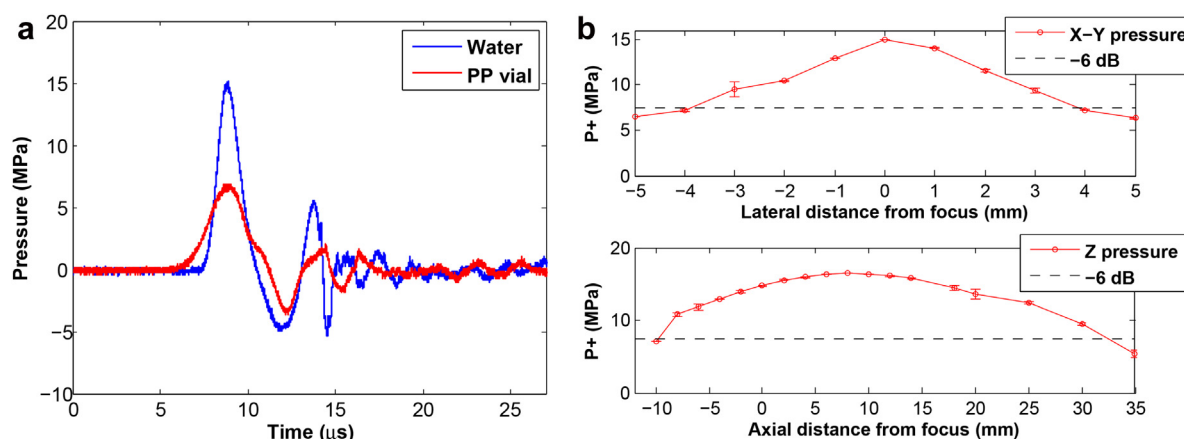 a
Pressure (MPa)
20
15
10
5
0
−5
−10
Water
PP vial
0 5 10 15 20 25
Time (μs)
b
P+ (MPa)
15
10
5
0
X−Y pressure
−6 dB
−5 −4 −3 −2 −1 0 1 2 3 4 5
Lateral distance from focus (mm)
P+ (MPa)
20
10
0
Z pressure
−6 dB
−10 −5 0 5 10 15 20 25 30 35
Axial distance from focus (mm)